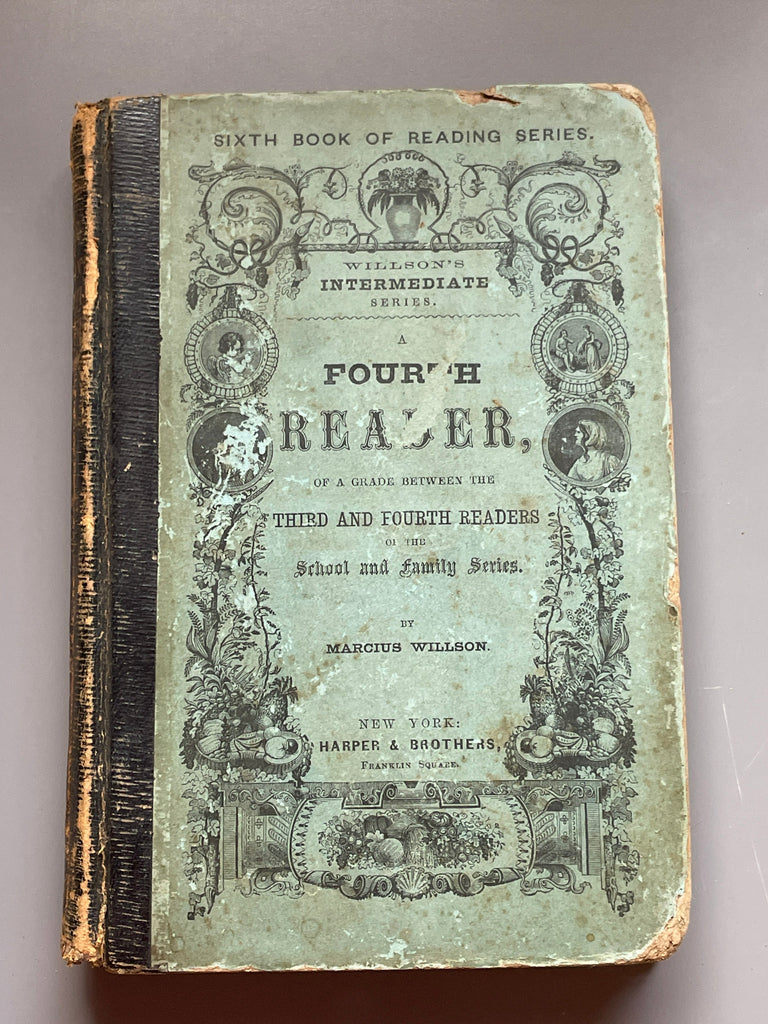 SIXTH BOOK OF READING SERIES.
WILLSON'S
INTERMEDIATE
SERIES.
A
FOURTH
READER,
OF A GRADE BETWEEN THE
THIRD AND FOURTH READERS
OF THE
School and Family Series.
BY
MARCIUS WILLSON.
NEW YORK:
HARPER & BROTHERS,
FRANKLIN SQUARE.